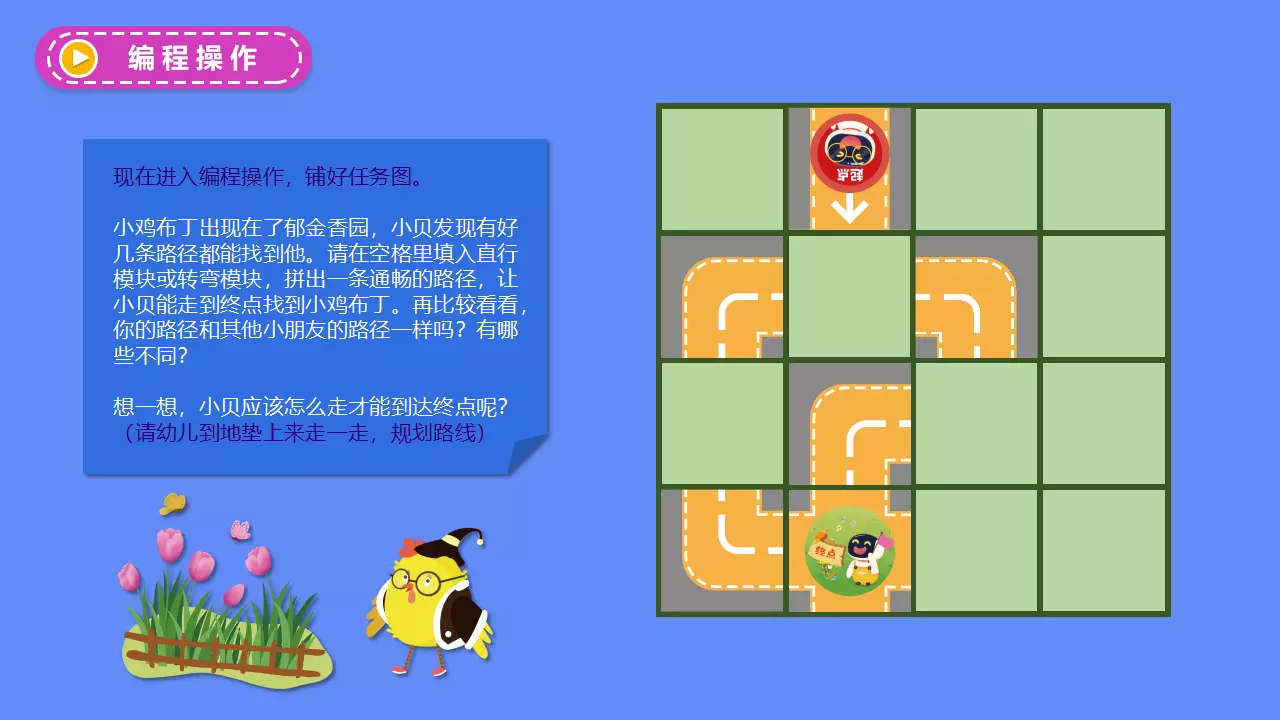 编程操作
现在进入编程操作，铺好任务图。
小鸡布丁出现在了郁金香园，小贝发现有好
几条路径都能找到他。请在空格里填入直行
模块或转弯模块，拼出一条通畅的路径，让
小贝能走到终点找到小鸡布丁。再比较看看，
你的路径和其他小朋友的路径一样吗？有哪
些不同？
想一想，小贝应该怎么走才能到达终点呢？
（请幼儿到地垫上来走一走，规划路线）
起点
终点